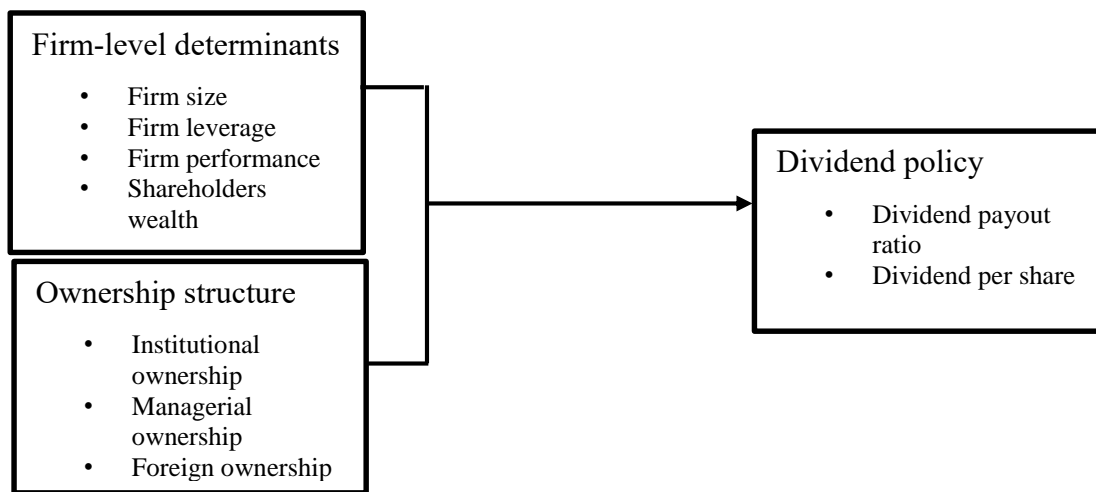 Firm-level determinants
• Firm size
• Firm leverage
• Firm performance
• Shareholders
wealth
Ownership structure
• Institutional
ownership
• Managerial
ownership
• Foreign ownership
Dividend policy
• Dividend payout
ratio
• Dividend per share